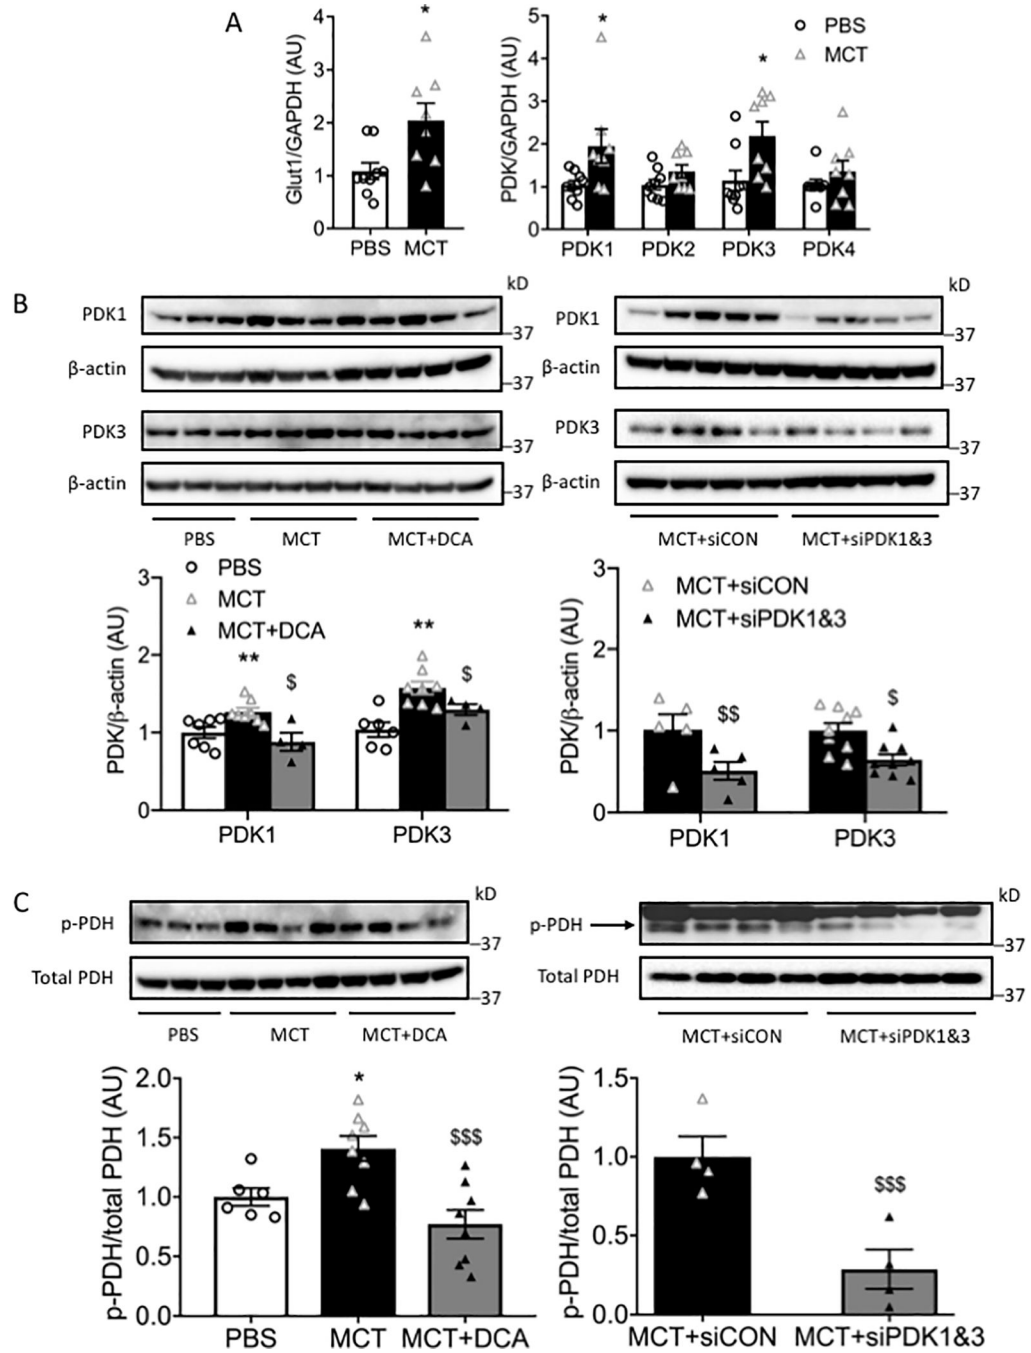 A
Glut1/GAPDH (AU)
4
3
2
1
0
*
PBS
MCT
PDK/GAPDH (AU)
5
4
3
2
1
0
*
*
PBS
MCT
PDK1
PDK2
PDK3
PDK4
B
kD
PDK1
37
β-actin
37
PDK3
37
β-actin
37
PBS
MCT
MCT+DCA
kD
PDK1
37
β-actin
37
PDK3
37
β-actin
37
MCT+siCON
MCT+siPDK1&3
PDK/β-actin (AU)
3
2
1
0
PBS
MCT
MCT+DCA
**
$
**
$
PDK1
PDK3
PDK/β-actin (AU)
3
2
1
0
MCT+siCON
MCT+siPDK1&3
$$
$
PDK1
PDK3
C
kD
p-PDH
37
Total PDH
37
PBS
MCT
MCT+DCA
kD
p-PDH
37
Total PDH
37
MCT+siCON
MCT+siPDK1&3
p-PDH/total PDH (AU)
2.0
1.5
1.0
0.5
0.0
*
$$$
PBS
MCT
MCT+DCA
p-PDH/total PDH (AU)
1.5
1.0
0.5
0.0
$$$
MCT+siCON
MCT+siPDK1&3